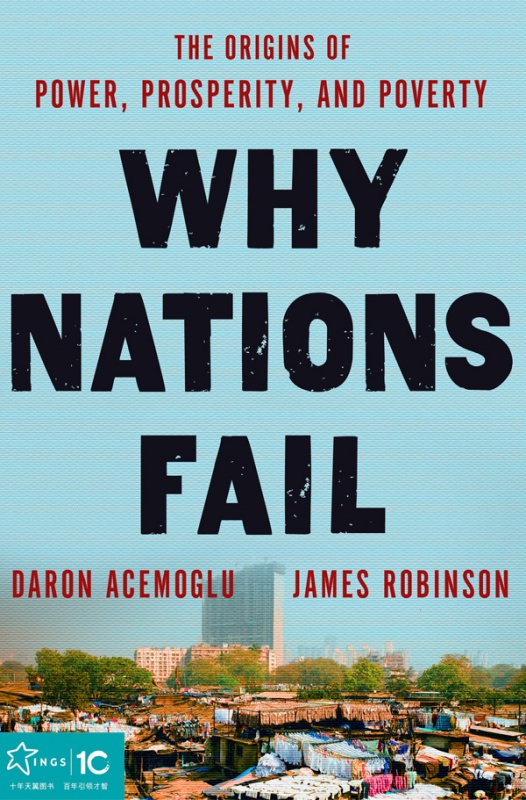 THE ORIGINS OF
POWER, PROSPERITY, AND POVERTY
WHY
NATIONS
FAIL
DARON ACEMOGLU
JAMES ROBINSON
INGS
10
十年天翼图书 百年引领才智